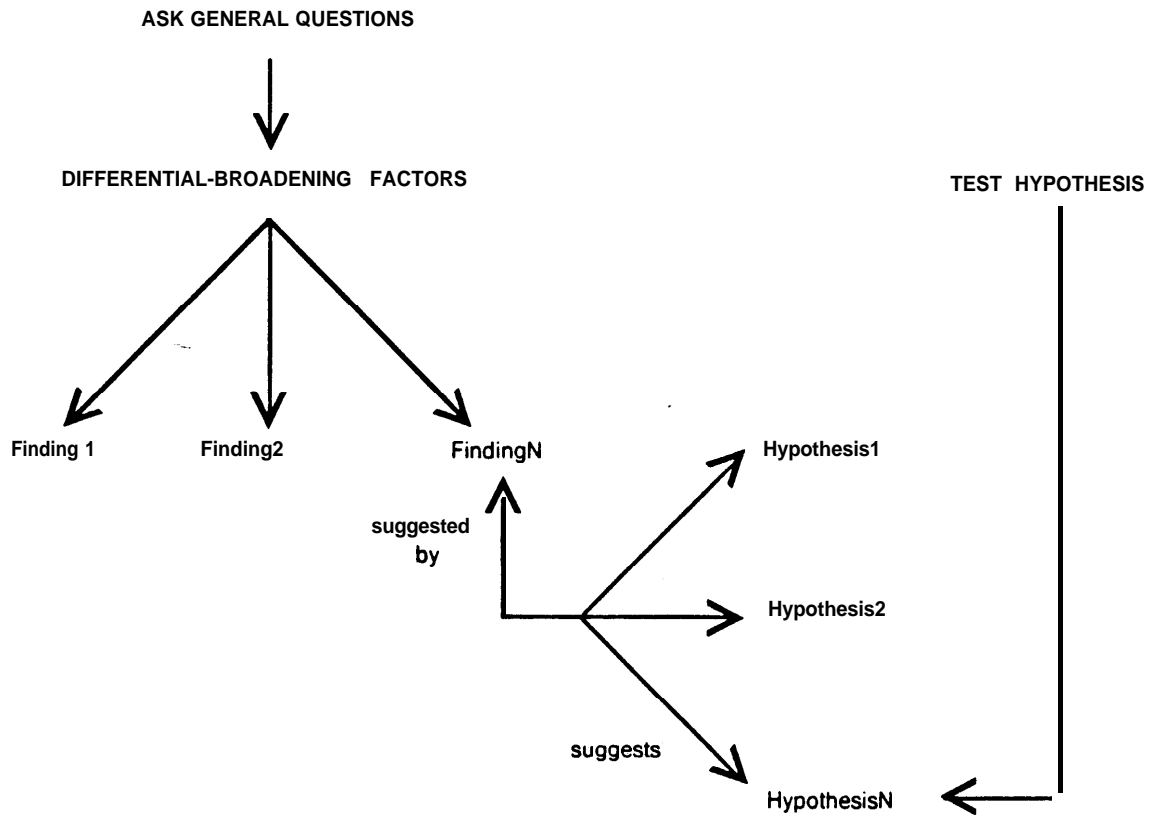 ASK GENERAL QUESTIONS
DIFFERENTIAL-BROADENING FACTORS
TEST HYPOTHESIS
Finding 1
Finding2
FindingN
Hypothesis1
suggested
by
Hypothesis2
suggests
HypothesisN